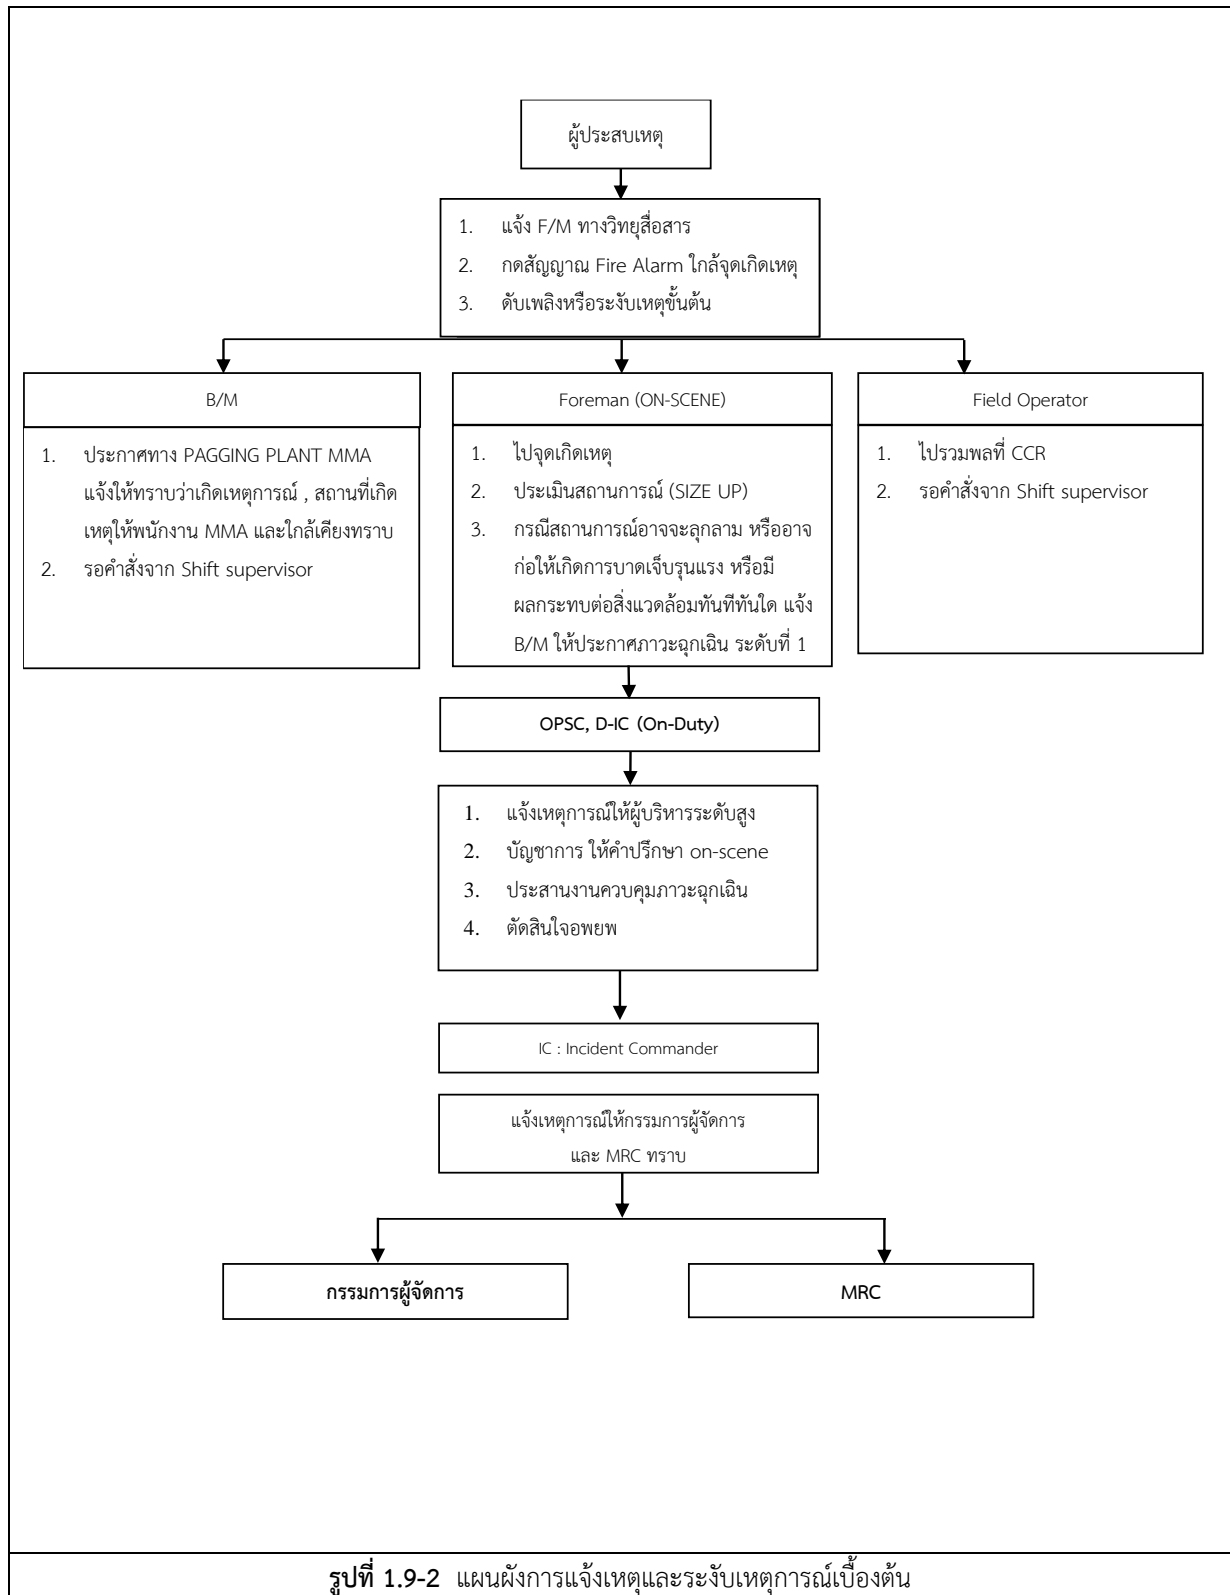 ผู้ประสบเหตุ
1. แจ้ง F/M ทางวิทยุสื่อสาร
2. กดสัญญาณ Fire Alarm ใกล้จุดเกิดเหตุ
3. ดับเพลิงหรือระงับเหตุขั้นต้น
B/M
1. ประกาศทาง PAGGING PLANT MMA
แจ้งให้ทราบว่าเกิดเหตุการณ์ , สถานที่เกิด
เหตุให้พนักงาน MMA และใกล้เคียงทราบ
2. รอคำสั่งจาก Shift supervisor
Foreman (ON-SCENE)
1. ไปจุดเกิดเหตุ
2. ประเมินสถานการณ์ (SIZE UP)
3. กรณีสถานการณ์อาจจะลุกลาม หรืออาจ
ก่อให้เกิดการบาดเจ็บรุนแรง หรือมี
ผลกระทบต่อสิ่งแวดล้อมทันทีทันใด แจ้ง
B/M ให้ประกาศภาวะฉุกเฉิน ระดับที่ 1
Field Operator
1. ไปรวมพลที่ CCR
2. รอคำสั่งจาก Shift supervisor
OPSC, D-IC (On-Duty)
1. แจ้งเหตุการณ์ให้ผู้บริหารระดับสูง
2. บัญชาการ ให้คำปรึกษา on-scene
3. ประสานงานควบคุมภาวะฉุกเฉิน
4. ตัดสินใจอพยพ
IC : Incident Commander
แจ้งเหตุการณ์ให้กรรมการผู้จัดการ
และ MRC ทราบ
กรรมการผู้จัดการ
MRC
รูปที่ 1.9-2 แผนผังการแจ้งเหตุและระงับเหตุการณ์เบื้องต้น